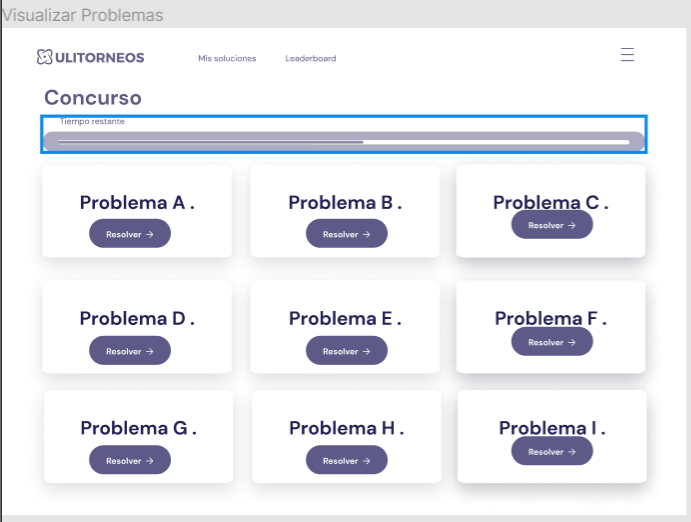 Visualizar Problemas
ULITORNEOS
Mis soluciones
Leaderboard
Concurso
Tiempo restante
Problema A .
Resolver →
Problema B .
Resolver →
Problema C .
Resolver →
Problema D .
Resolver →
Problema E .
Resolver →
Problema F .
Resolver →
Problema G .
Resolver →
Problema H .
Resolver →
Problema I .
Resolver →